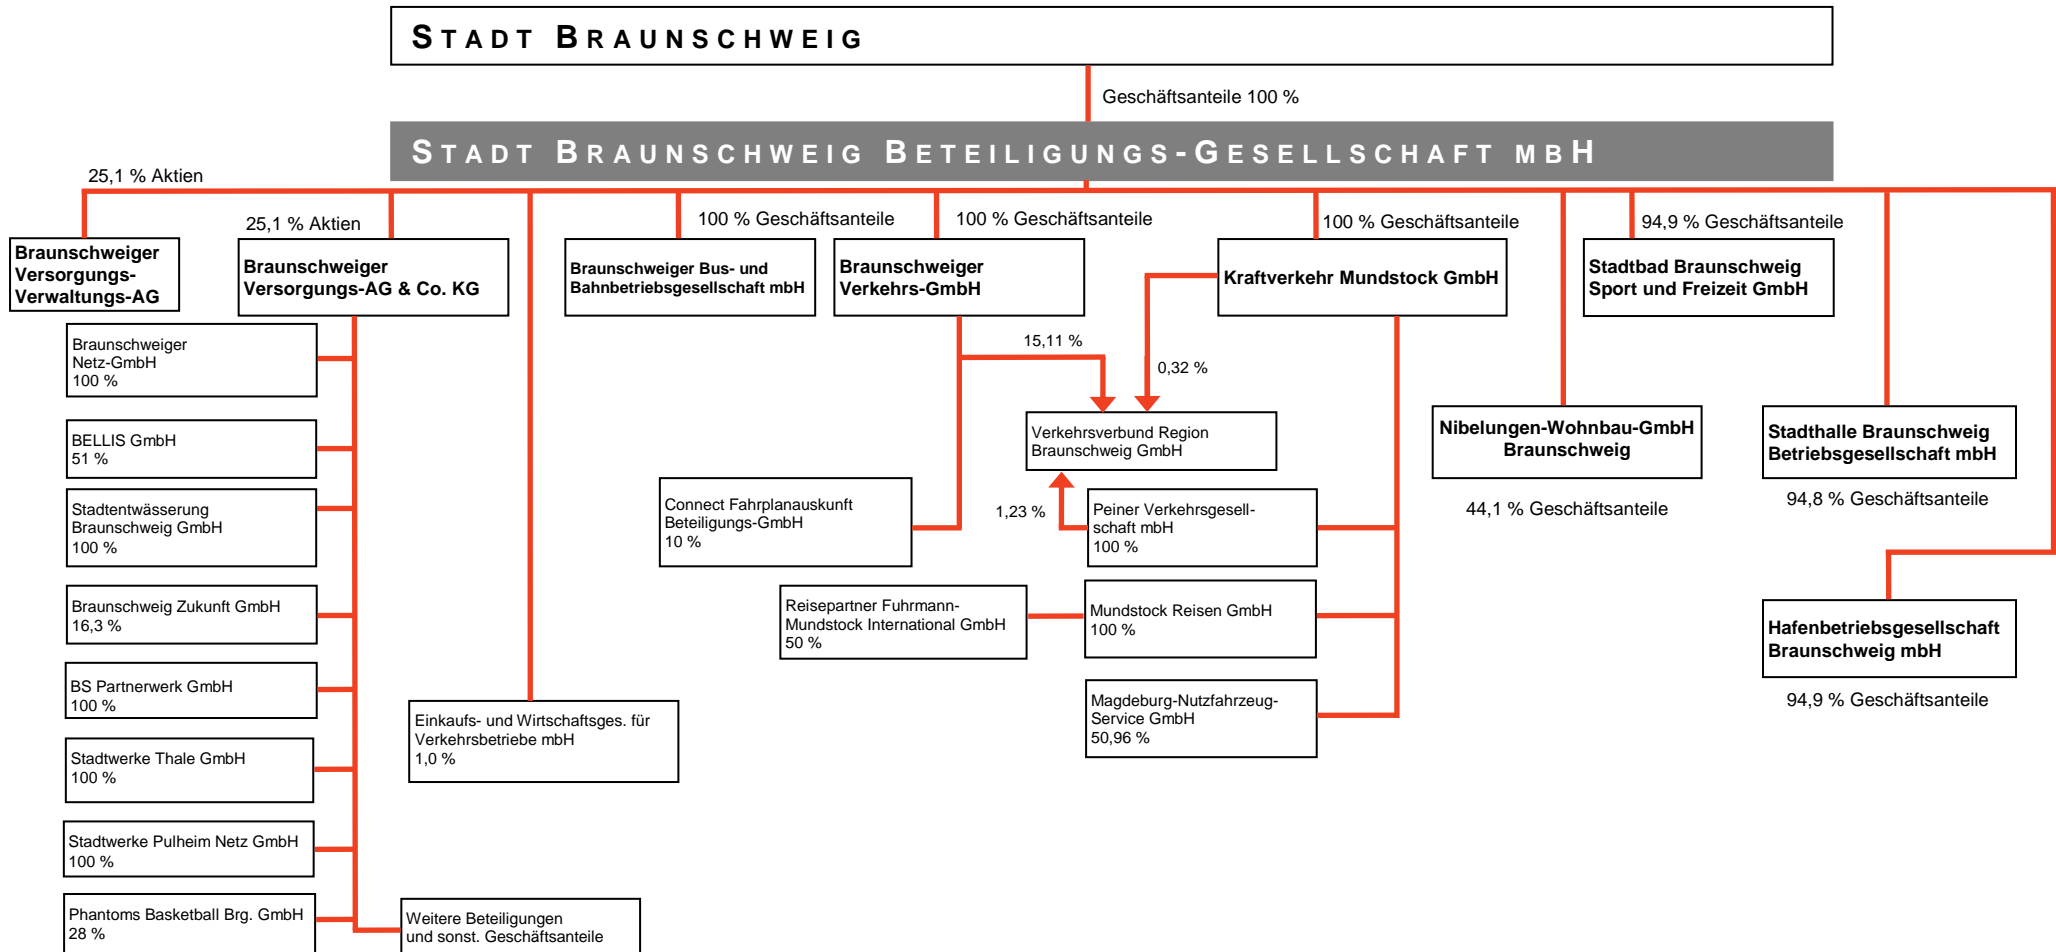 STADT BRAUNSCHWEIG
Geschäftsanteile 100 %
STADT BRAUNSCHWEIG BETEILIGUNGS-GESELLSCHAFT MBH
25,1 % Aktien
25,1 % Aktien
100 % Geschäftsanteile
100 % Geschäftsanteile
100 % Geschäftsanteile
94,9 % Geschäftsanteile
Braunschweiger
Versorgungs-
Verwaltungs-AG
Braunschweiger
Versorgungs-AG & Co. KG
Braunschweiger Bus- und
Bahnbetriebsgesellschaft mbH
Braunschweiger
Verkehrs-GmbH
Kraftverkehr Mundstock GmbH
Stadtbad Braunschweig
Sport und Freizeit GmbH
Braunschweiger
Netz-GmbH
100 %
15,11 %
0,32 %
BELLIS GmbH
51 %
Verkehrsverbund Region
Braunschweig GmbH
Nibelungen-Wohnbau-GmbH
Braunschweig
44,1 % Geschäftsanteile
Stadthalle Braunschweig
Betriebsgesellschaft mbH
94,8 % Geschäftsanteile
Stadtentwässerung
Braunschweig GmbH
100 %
Connect Fahrplanauskunft
Beteiligungs-GmbH
10 %
1,23 %
Peiner Verkehrsgesell-
schaft mbH
100 %
Braunschweig Zukunft GmbH
16,3 %
Reisepartner Fuhrmann-
Mundstock International GmbH
50 %
Mundstock Reisen GmbH
100 %
Hafenbetriebsgesellschaft
Braunschweig mbH
94,9 % Geschäftsanteile
BS Partnerwerk GmbH
100 %
Einkaufs- und Wirtschaftsges. für
Verkehrsbetriebe mbH
1,0 %
Magdeburg-Nutzfahrzeug-
Service GmbH
50,96 %
Stadtwerke Thale GmbH
100 %
Stadtwerke Pulheim Netz GmbH
100 %
Phantoms Basketball Brg. GmbH
28 %
Weitere Beteiligungen
und sonst. Geschäftsanteile